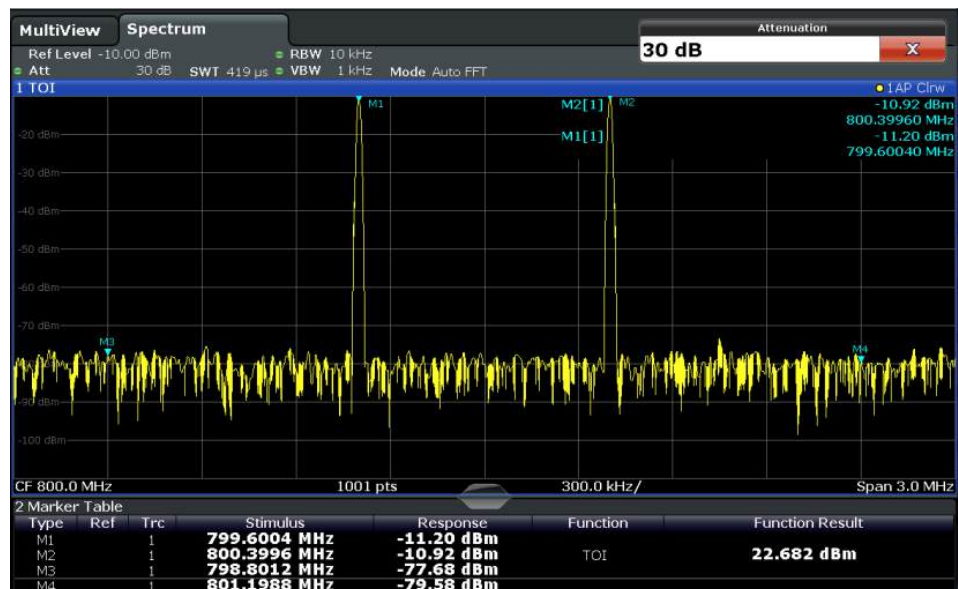 MultiView Spectrum
Attenuation
30 dB X
Ref Level -10.00 dBm RBW 10 kHz
Att 30 dB SWT 419 µs VBW 1 kHz Mode Auto FFT
1 TOI 1AP Clrw
M1 M2[1] M2 -10.92 dBm
800.39960 MHz
-20 dBm M1[1] -11.20 dBm
799.60040 MHz
-30 dBm
-40 dBm
-50 dBm
-60 dBm
-70 dBm
M3 M4
-90 dBm
-100 dBm
CF 800.0 MHz 1001 pts 300.0 kHz/ Span 3.0 MHz
2 Marker Table
Type Ref Trc Stimulus Response Function Function Result
M1 1 799.6004 MHz -11.20 dBm
M2 1 800.3996 MHz -10.92 dBm TOI 22.682 dBm
M3 1 798.8012 MHz -77.68 dBm
M4 1 801.1988 MHz -79.58 dBm